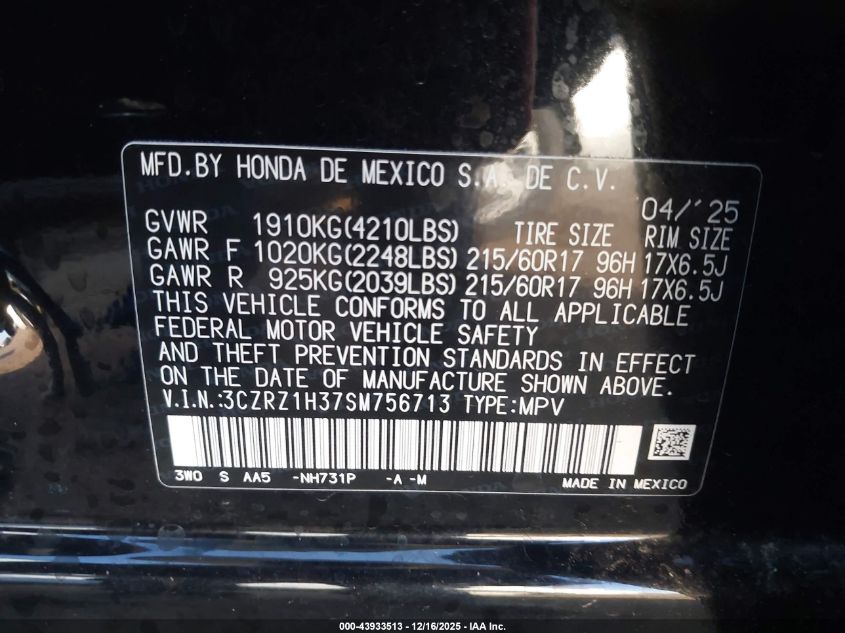 MFD.BY HONDA DE MEXICO S.A. DE C.V.
04/'25
GVWR 1910KG(4210LBS) TIRE SIZE RIM SIZE
GAWR F 1020KG(2248LBS) 215/60R17 96H 17X6.5J
GAWR R 925KG(2039LBS) 215/60R17 96H 17X6.5J
THIS VEHICLE CONFORMS TO ALL APPLICABLE
FEDERAL MOTOR VEHICLE SAFETY
AND THEFT PREVENTION STANDARDS IN EFFECT
ON THE DATE OF MANUFACTURE SHOWN ABOVE.
V.I.N.:3CZRZ1H37SM756713 TYPE:MPV
3W0 S AA5 -NH731P -A -M
MADE IN MEXICO
000-43933513 - 12/16/2025 - IAA Inc.